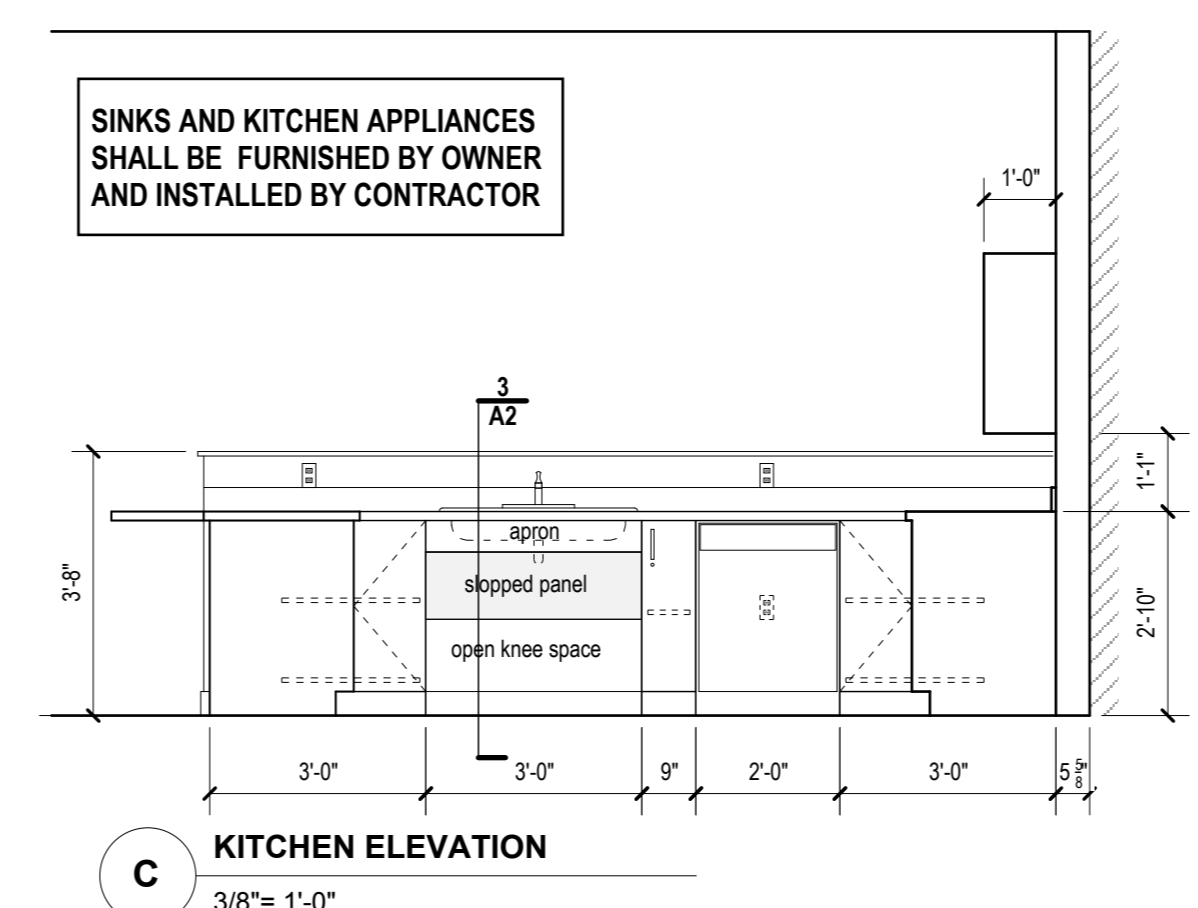 SINKS AND KITCHEN APPLIANCES
SHALL BE FURNISHED BY OWNER
AND INSTALLED BY CONTRACTOR
1'-0"
3
A2
1'-1"
apron
slopped panel
open knee space
3'-8"
2'-10"
3'-0"
3'-0"
9"
2'-0"
3'-0"
5 5/8"
C
KITCHEN ELEVATION
3/8"= 1'-0"